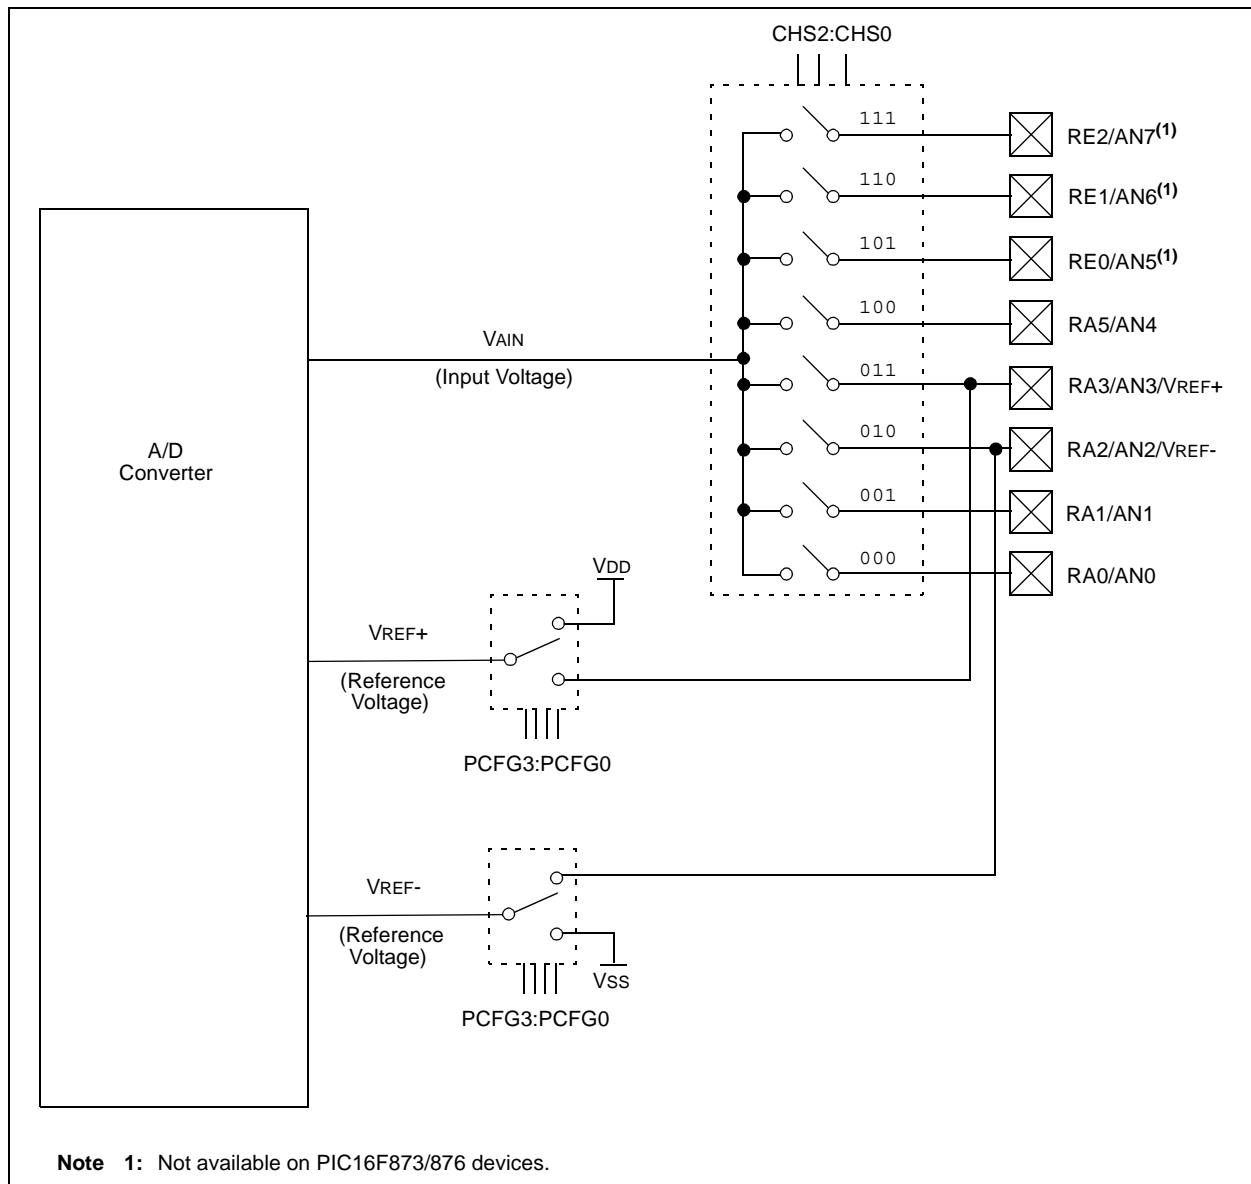 CHS2:CHS0
111
RE2/AN7(1)
110
RE1/AN6(1)
101
RE0/AN5(1)
100
RA5/AN4
VAIN
(Input Voltage)
011
RA3/AN3/VREF+
010
RA2/AN2/VREF-
A/D
Converter
001
RA1/AN1
000
RA0/AN0
VDD
VREF+
(Reference
Voltage)
PCFG3:PCFG0
VREF-
(Reference
Voltage)
VSS
PCFG3:PCFG0
Note 1: Not available on PIC16F873/876 devices.